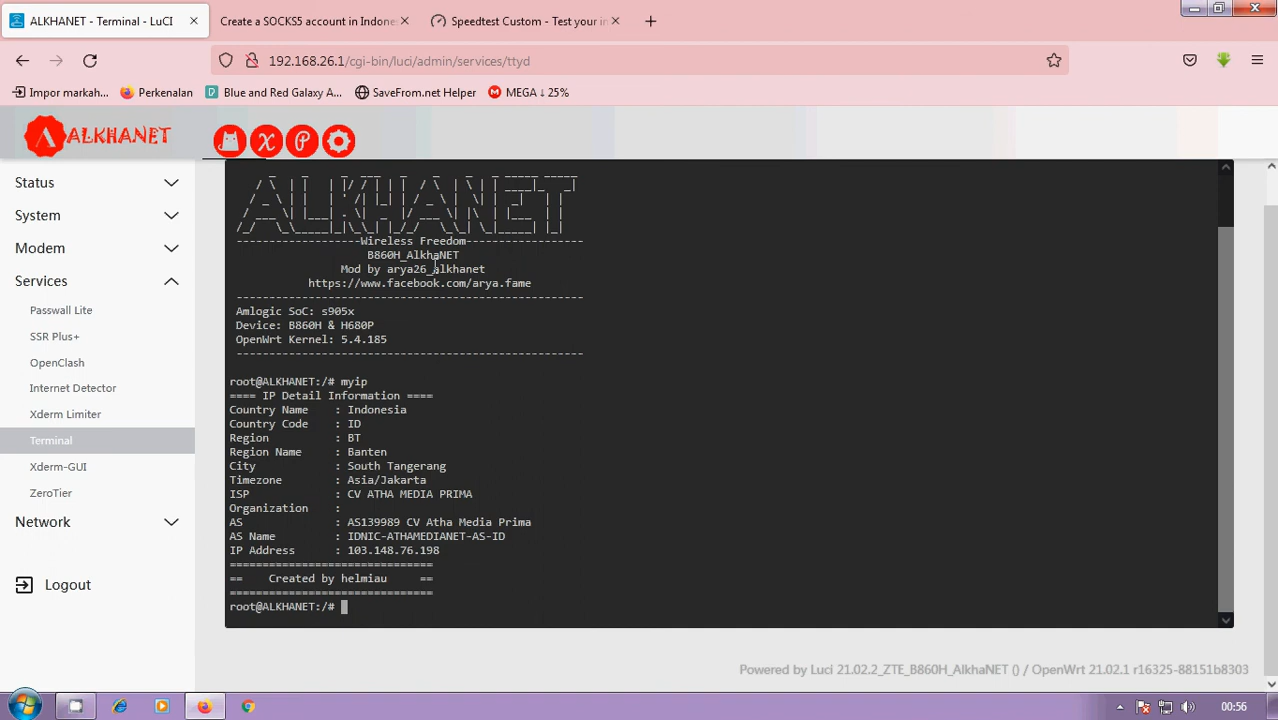 ALKHANET - Terminal - LuCI
Create a SOCKS5 account in Indone
Speedtest Custom - Test your in
192.168.26.1/cgi-bin/luci/admin/services/ttyd
Impor markah...
Perkenalan
Blue and Red Galaxy A...
SaveFrom.net Helper
MEGA ↓ 25%
ALKHANET
Status
System
Modem
Services
Passwall Lite
SSR Plus+
OpenClash
Internet Detector
Xderm Limiter
Terminal
Xderm-GUI
ZeroTier
Network
Logout
ALKHANET
--------------------Wireless Freedom------------------
B860H_AlkhaNET
Mod by arya26_alkhanet
https://www.facebook.com/arya.fame
------------------------------------------------------
Amlogic SoC: s905x
Device: B860H & H680P
OpenWrt Kernel: 5.4.185
------------------------------------------------------
root@ALKHANET:/# myip
==== IP Detail Information ====
Country Name : Indonesia
Country Code : ID
Region : BT
Region Name : Banten
City : South Tangerang
Timezone : Asia/Jakarta
ISP : CV ATHA MEDIA PRIMA
Organization :
AS : AS139989 CV Atha Media Prima
AS Name : IDNIC-ATHAMEDIANET-AS-ID
IP Address : 103.148.76.198
===============================
== Created by helmiau ==
===============================
root@ALKHANET:/#
Powered by Luci 21.02.2_ZTE_B860H_AlkhaNET () / OpenWrt 21.02.1 r16325-88151b8303
00:56